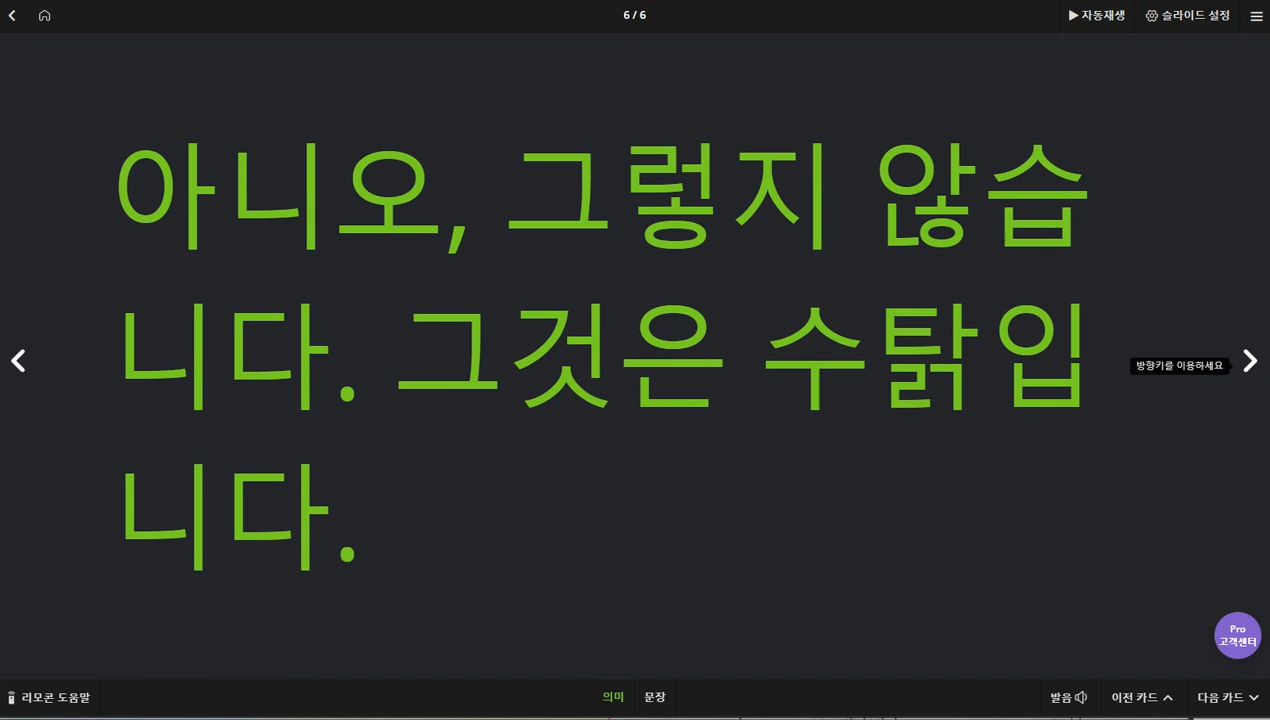 6 / 6
자동재생
슬라이드 설정
아니오, 그렇지 않습
니다. 그것은 수탉입
니다.
방향키를 이용하세요
Pro
고객센터
리모콘 도움말
의미
문장
발음
이전 카드
다음 카드